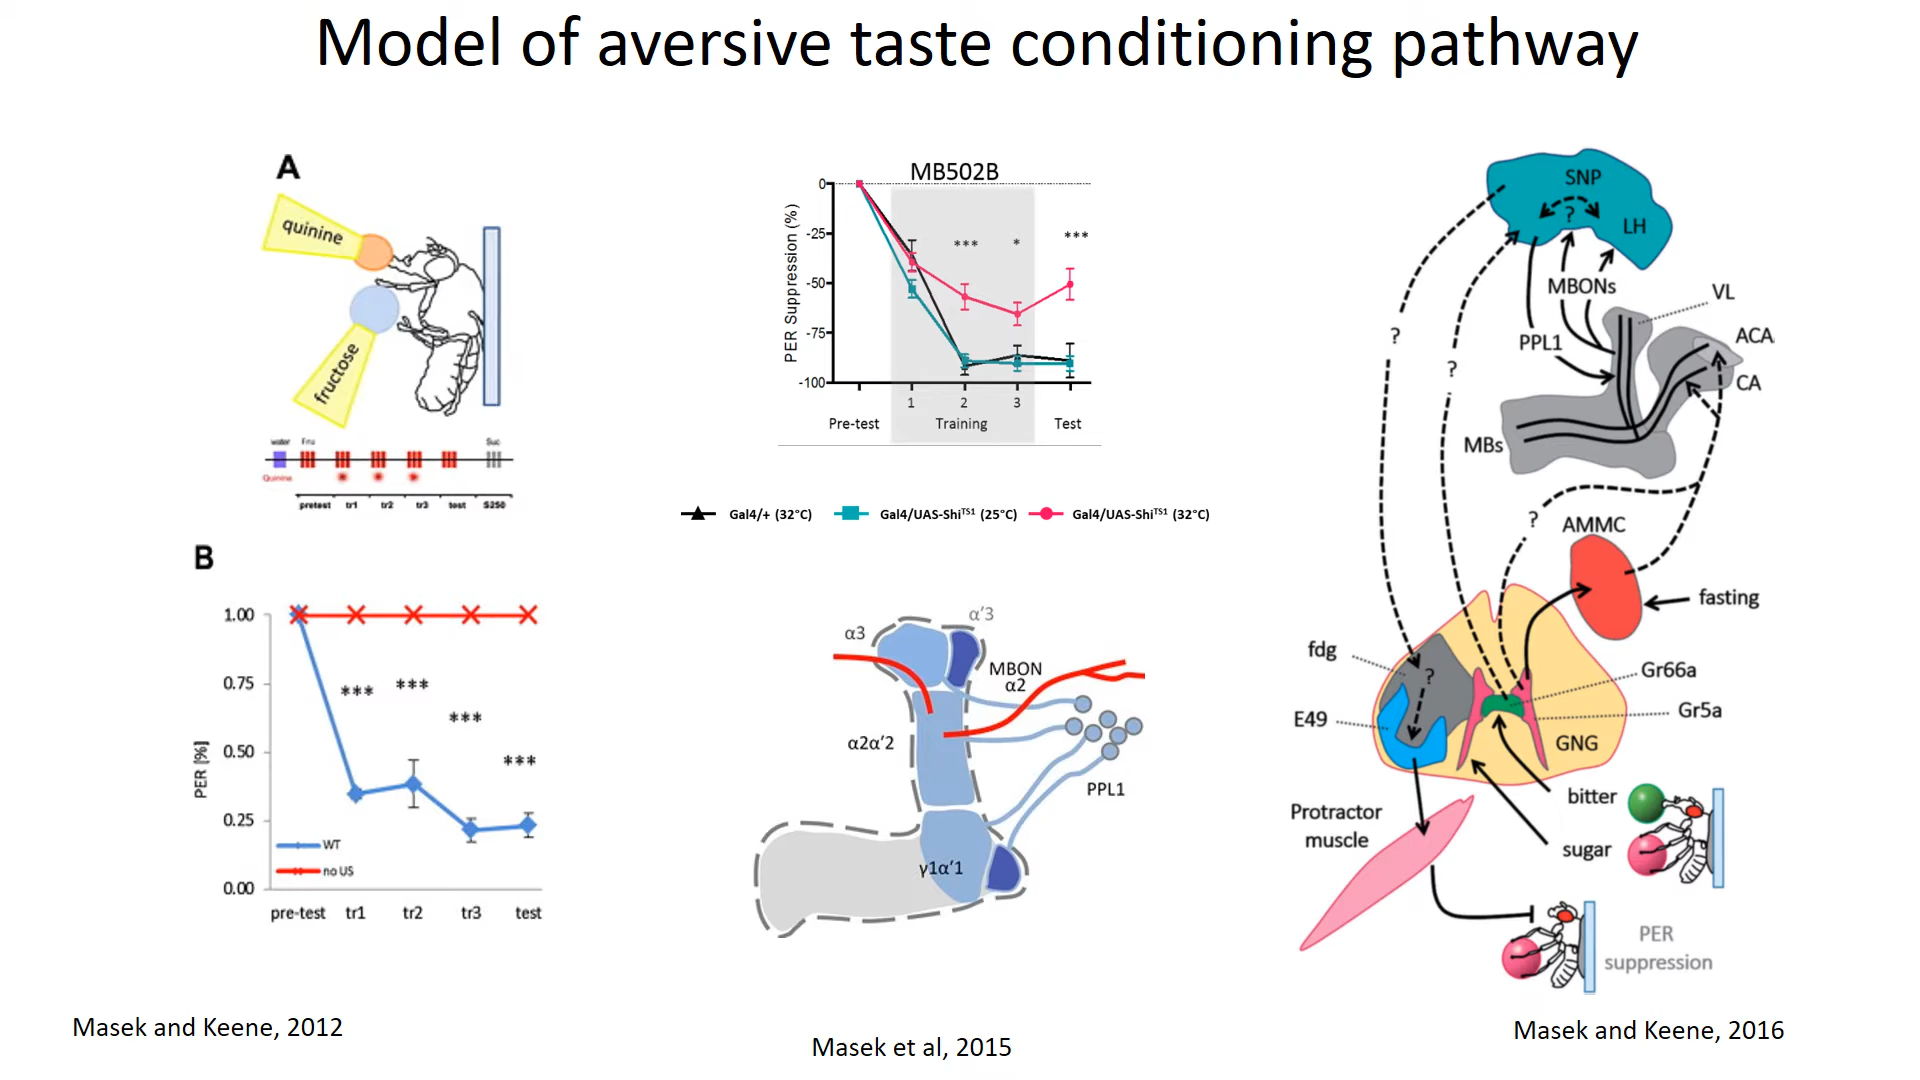 Model of aversive taste conditioning pathway
A
quinine
fructose
water
Fru
Suc
Quinine
pretest
tr1
tr2
tr3
test
S250
B
PER [%]
1.00
0.75
0.50
0.25
0.00
***
***
***
***
WT
no US
pre-test
tr1
tr2
tr3
test
Masek and Keene, 2012
MB502B
PER Suppression (%)
0
-25
-50
-75
-100
***
*
***
1
2
3
Pre-test
Training
Test
Gal4/+ (32°C)
Gal4/UAS-ShiTS1 (25°C)
Gal4/UAS-ShiTS1 (32°C)
α3
α′3
MBON
α2
α2α′2
PPL1
γ1α′1
Masek et al, 2015
SNP
?
LH
MBONs
VL
?
PPL1
ACA
?
CA
MBs
?
AMMC
fasting
fdg
?
Gr66a
E49
Gr5a
GNG
bitter
Protractor
muscle
sugar
PER
suppression
Masek and Keene, 2016